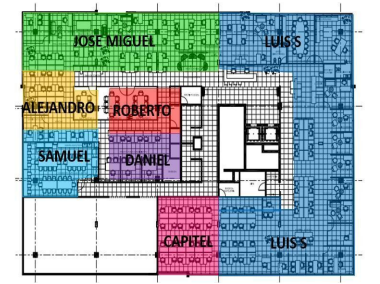 JOSE MIGUEL
LUIS S
ALEJANDRO
ROBERTO
SAMUEL
DANIEL
CAPITEL
LUIS S